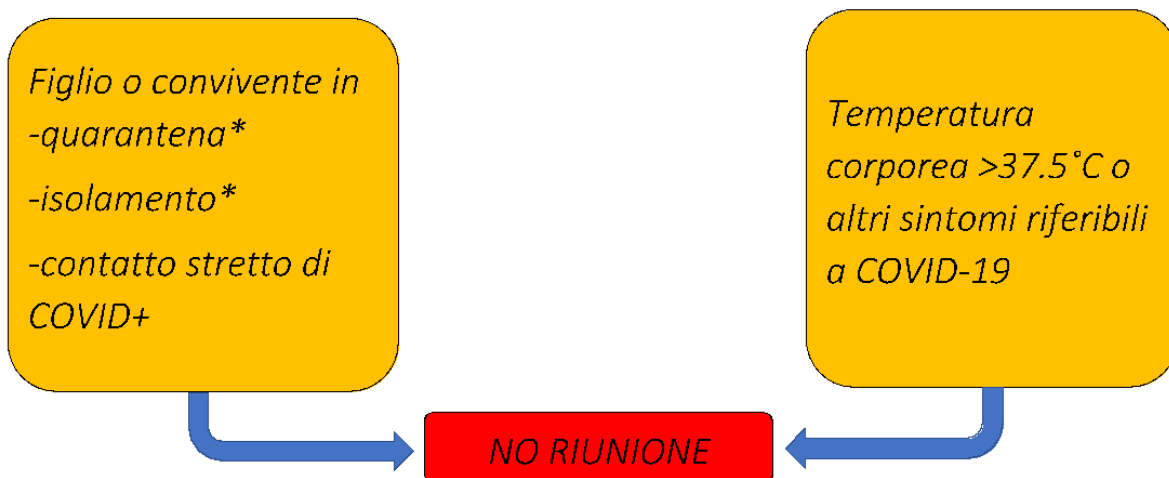 Figlio o convivente in
-quarantena*
-isolamento*
-contatto stretto di
COVID+
Temperatura
corporea >37.5°C o
altri sintomi riferibili
a COVID-19
NO RIUNIONE